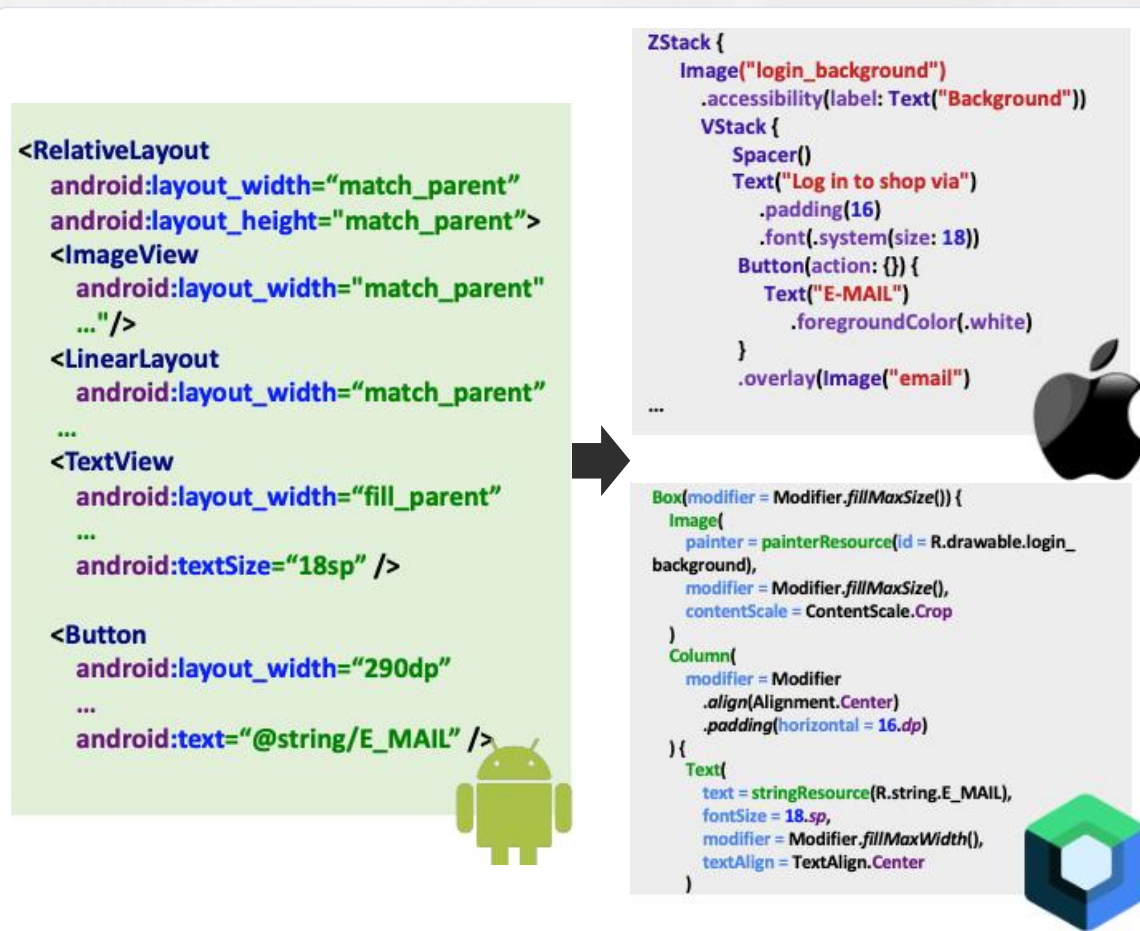 <RelativeLayout
android:layout_width=“match_parent”
android:layout_height="match_parent”>
<ImageView
android:layout_width="match_parent"
..."/>
<LinearLayout
android:layout_width=“match_parent”
...
<TextView
android:layout_width=“fill_parent”
...
android:textSize=“18sp” />
<Button
android:layout_width=“290dp”
...
android:text=“@string/E_MAIL” />
ZStack {
Image("login_background")
.accessibility(label: Text("Background"))
VStack {
Spacer()
Text("Log in to shop via")
.padding(16)
.font(.system(size: 18))
Button(action: {}) {
Text("E-MAIL")
.foregroundColor(.white)
}
.overlay(Image("email")
...
Box(modifier = Modifier.fillMaxSize()) {
Image(
painter = painterResource(id = R.drawable.login_
background),
modifier = Modifier.fillMaxSize(),
contentScale = ContentScale.Crop
)
Column(
modifier = Modifier
.align(Alignment.Center)
.padding(horizontal = 16.dp)
) {
Text(
text = stringResource(R.string.E_MAIL),
fontSize = 18.sp,
modifier = Modifier.fillMaxWidth(),
textAlign = TextAlign.Center
)